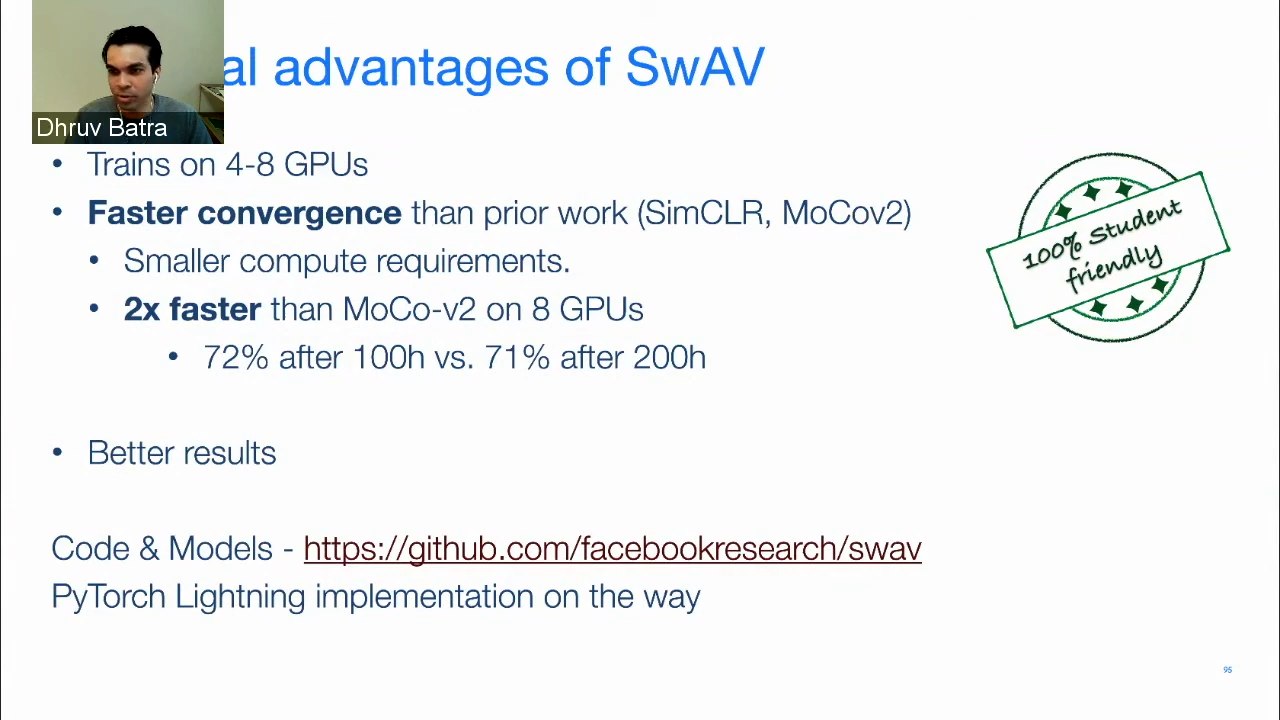 al advantages of SwAV
Dhruv Batra
• Trains on 4-8 GPUs
• Faster convergence than prior work (SimCLR, MoCov2)
• Smaller compute requirements.
• 2x faster than MoCo-v2 on 8 GPUs
• 72% after 100h vs. 71% after 200h
• Better results
100% Student
friendly
Code & Models - https://github.com/facebookresearch/swav
PyTorch Lightning implementation on the way
95